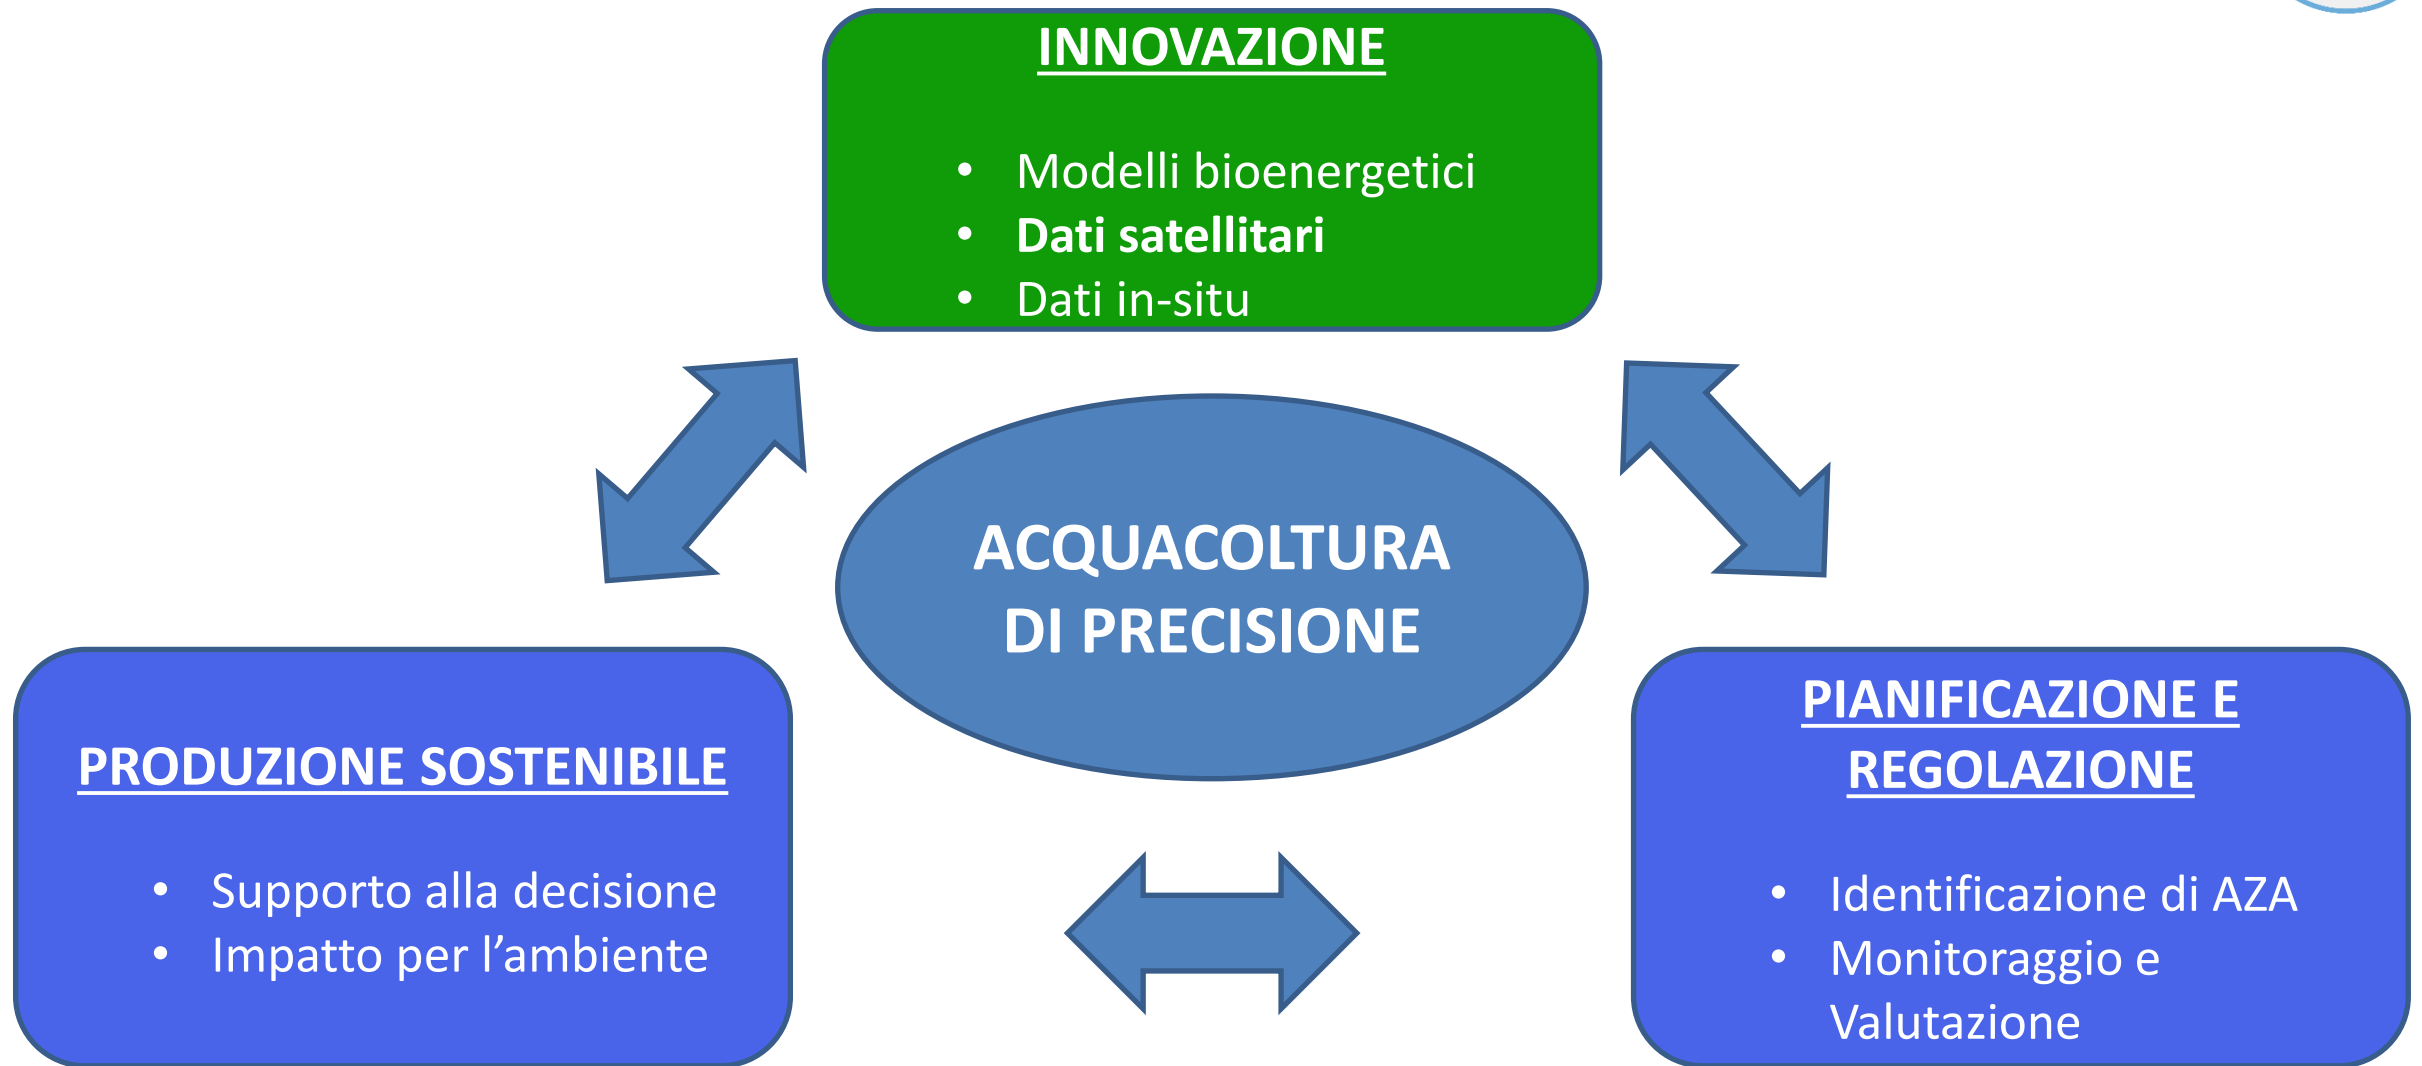 INNOVAZIONE
• Modelli bioenergetici
• Dati satellitari
• Dati in-situ
ACQUACOLTURA
DI PRECISIONE
PRODUZIONE SOSTENIBILE
• Supporto alla decisione
• Impatto per l’ambiente
PIANIFICAZIONE E
REGOLAZIONE
• Identificazione di AZA
• Monitoraggio e
Valutazione